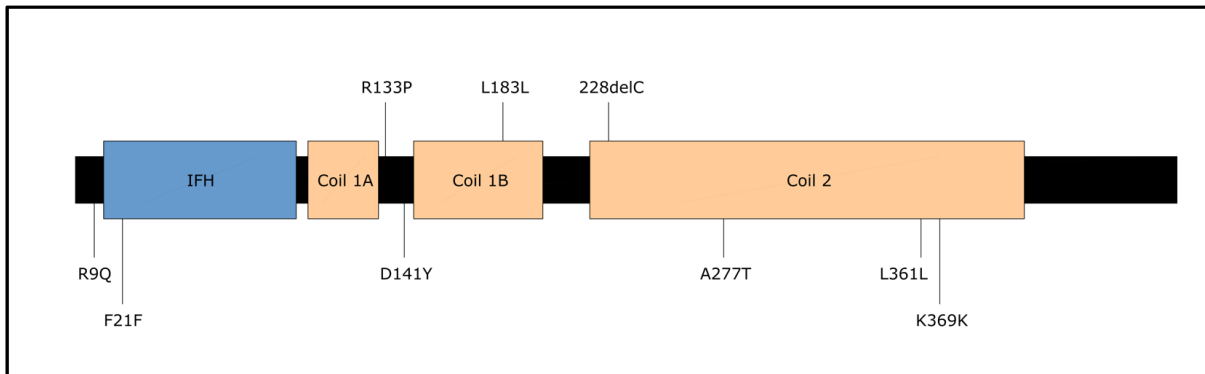 R133P L183L 228delC
IFH Coil 1A Coil 1B Coil 2
R9Q D141Y A277T L361L
F21F K369K